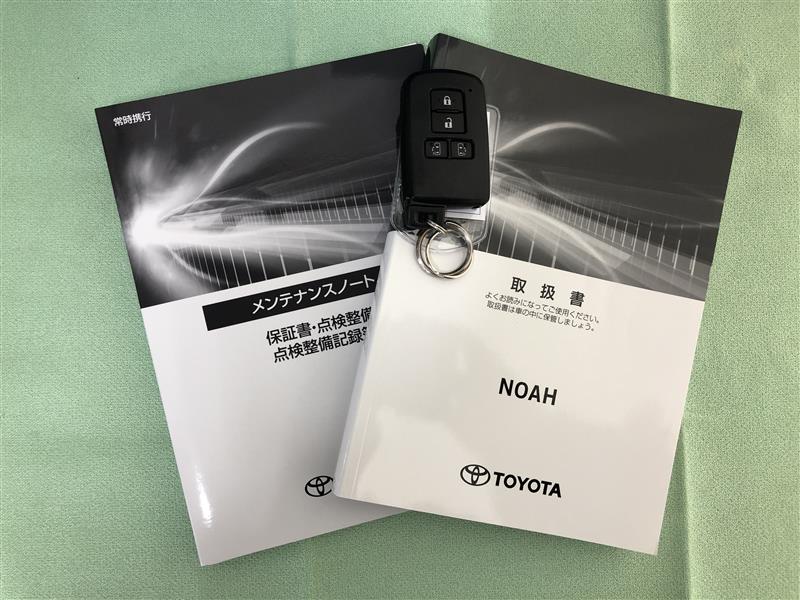 常時携行
メンテナンスノート
保証書・点検整備
点検整備記録
取扱書
よくお読みになってご使用ください。
取扱書は車の中に保管しましょう。
NOAH
TOYOTA